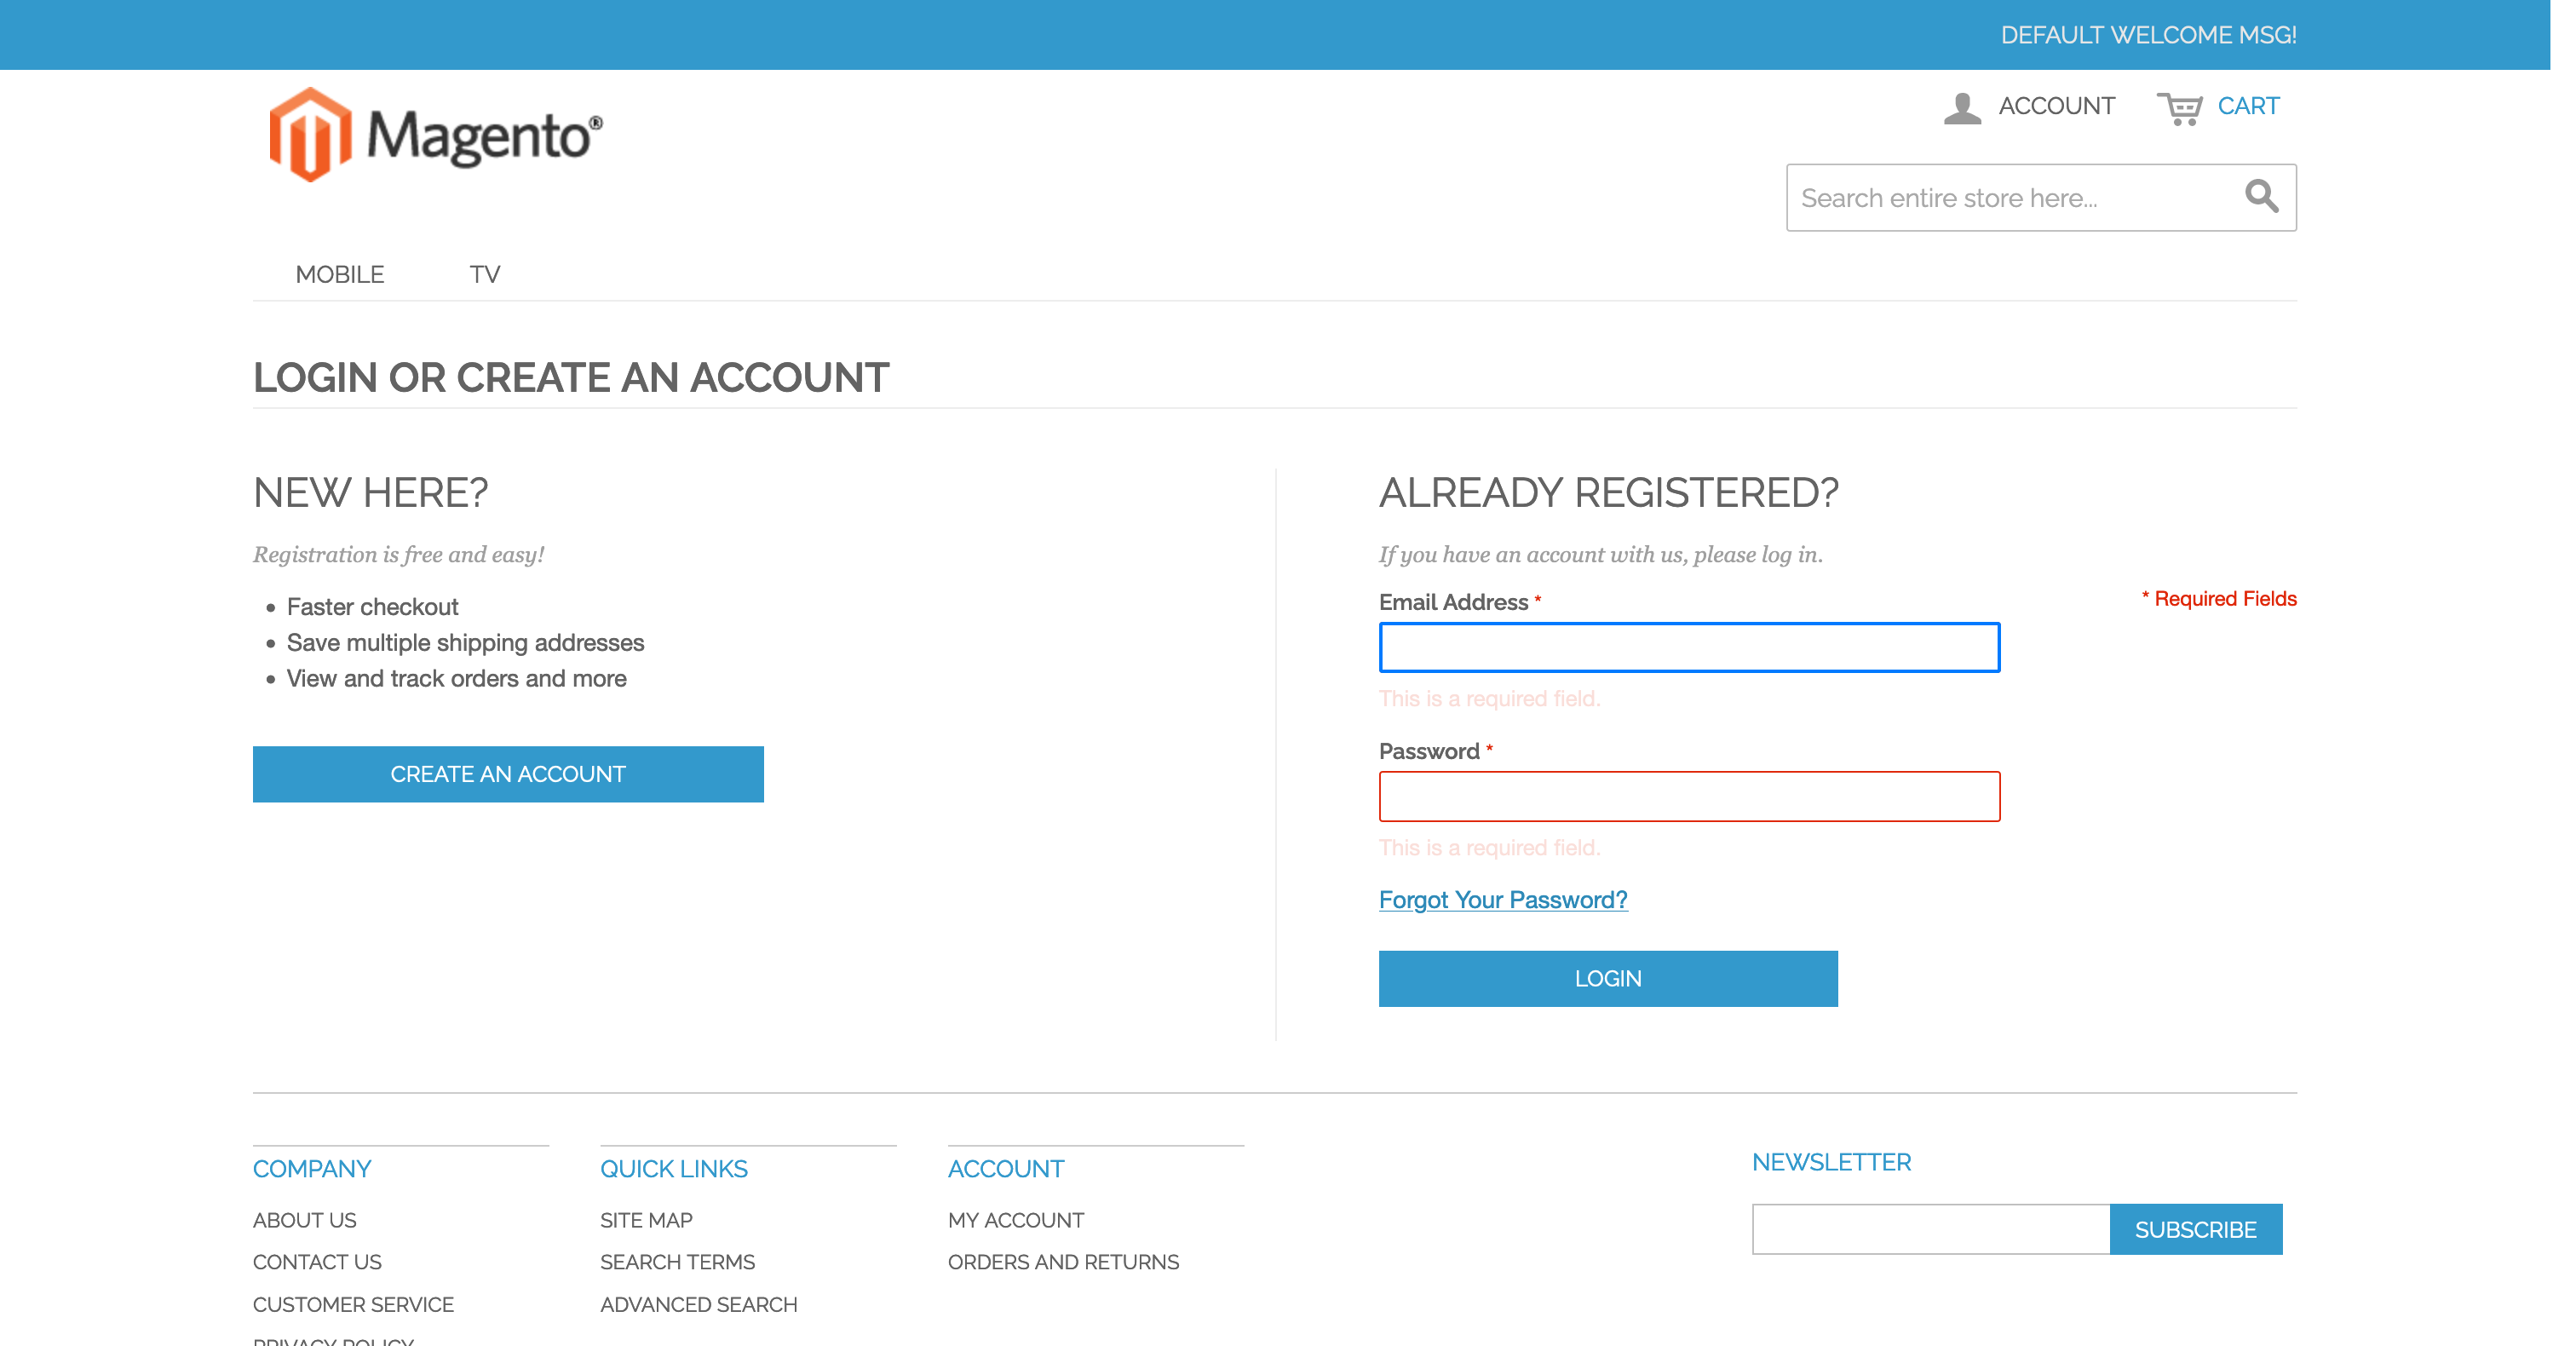 DEFAULT WELCOME MSG!
Magento®
ACCOUNT
CART
Search entire store here...
MOBILE
TV
LOGIN OR CREATE AN ACCOUNT
NEW HERE?
Registration is free and easy!
• Faster checkout
• Save multiple shipping addresses
• View and track orders and more
CREATE AN ACCOUNT
ALREADY REGISTERED?
If you have an account with us, please log in.
Email Address *
* Required Fields
This is a required field.
Password *
This is a required field.
Forgot Your Password?
LOGIN
COMPANY
ABOUT US
CONTACT US
CUSTOMER SERVICE
PRIVACY POLICY
QUICK LINKS
SITE MAP
SEARCH TERMS
ADVANCED SEARCH
ACCOUNT
MY ACCOUNT
ORDERS AND RETURNS
NEWSLETTER
SUBSCRIBE